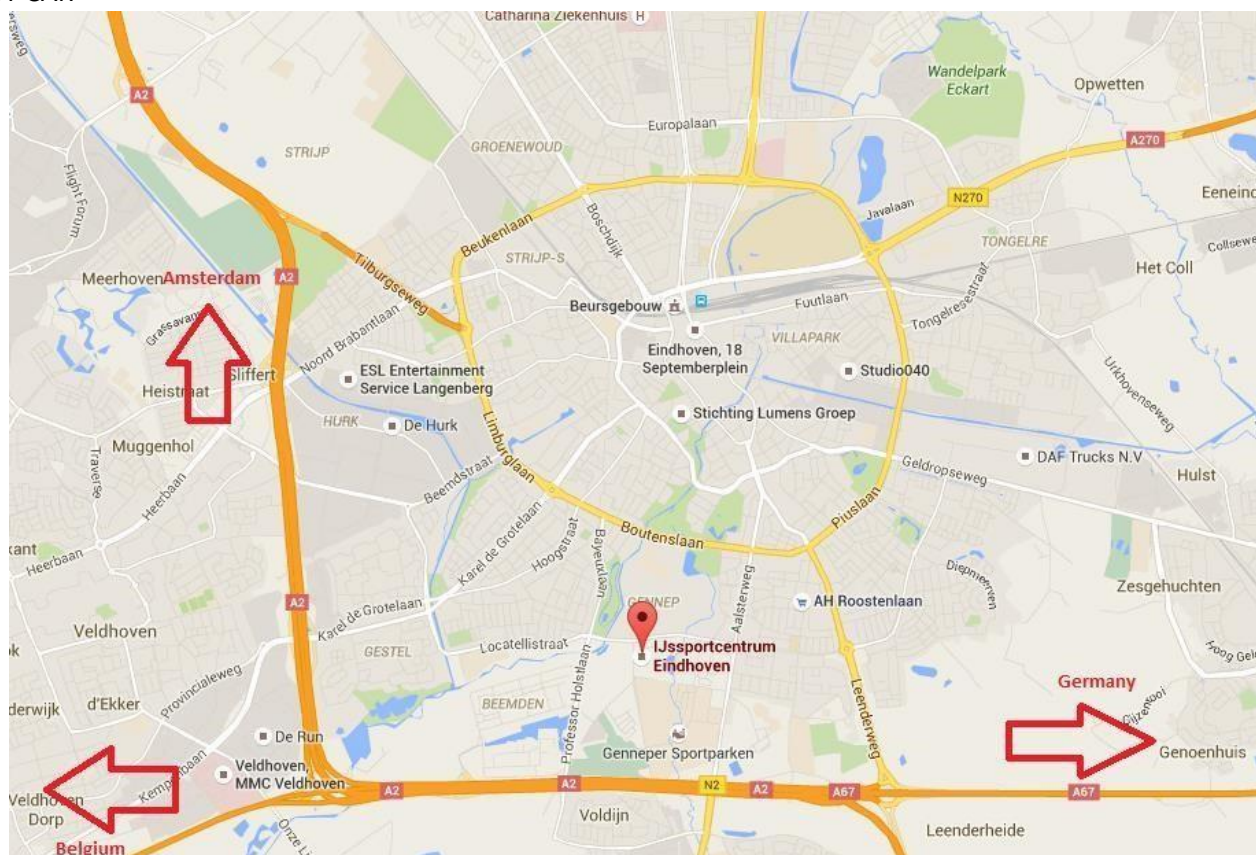 Catharina Ziekenhuis H
A2
Wandelpark
Eckart
Opwetten
Europalaan
A270
STRIJP
GROENEWOUD
Flight Forum
N270
Eeneind
Javalaan
Boschdijk
Beukenlaan
TONGELRE
STRIJP-S
Tilburgseweg
Het Coll
Meerhoven
Amsterdam
A2
Beursgebouw
Fuutlaan
Tongelresestraat
Noord Brabantlaan
VILLAPARK
Eindhoven, 18
Septemberplein
ESL Entertainment
Service Langenberg
Studio040
Heistraat
Sliffert
Urkhovenseweg
Stichting Lumens Groep
HURK
De Hurk
Muggenhol
Limburglaan
DAF Trucks N.V
Geldropseweg
Hulst
Traverse
Beemdstraat
Heerbaan
Piuslaan
Boutenslaan
Karel de Grotelaan
Hoogstraat
Bayeuxlaan
Heerbaan
Zesgehuchten
A2
GENNEP
Aalsterweg
AH Roostenlaan
Karel de Grotelaan
Veldhoven
GESTEL
Locatellistraat
IJssportcentrum
Eindhoven
Provincialeweg
Leenderweg
Germany
d'Ekker
BEEMDEN
Professor Holstlaan
De Run
Genneper Sportparken
Genoenhuis
Veldhoven,
MMC Veldhoven
A2
A2
N2
A2
A67
A67
Veldhoven
Dorp
Voldijn
Leenderheide
Belgium